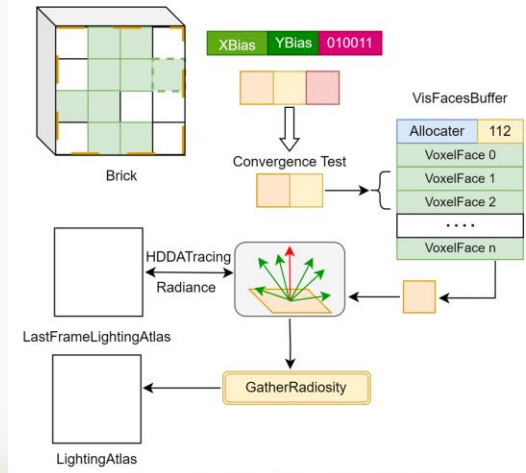 XBias YBias 010011
Brick
Convergence Test
VisFacesBuffer
Allocater 112
VoxelFace 0
VoxelFace 1
VoxelFace 2
....
VoxelFace n
HDDATracing
Radiance
LastFrameLightingAtlas
GatherRadiosity
LightingAtlas